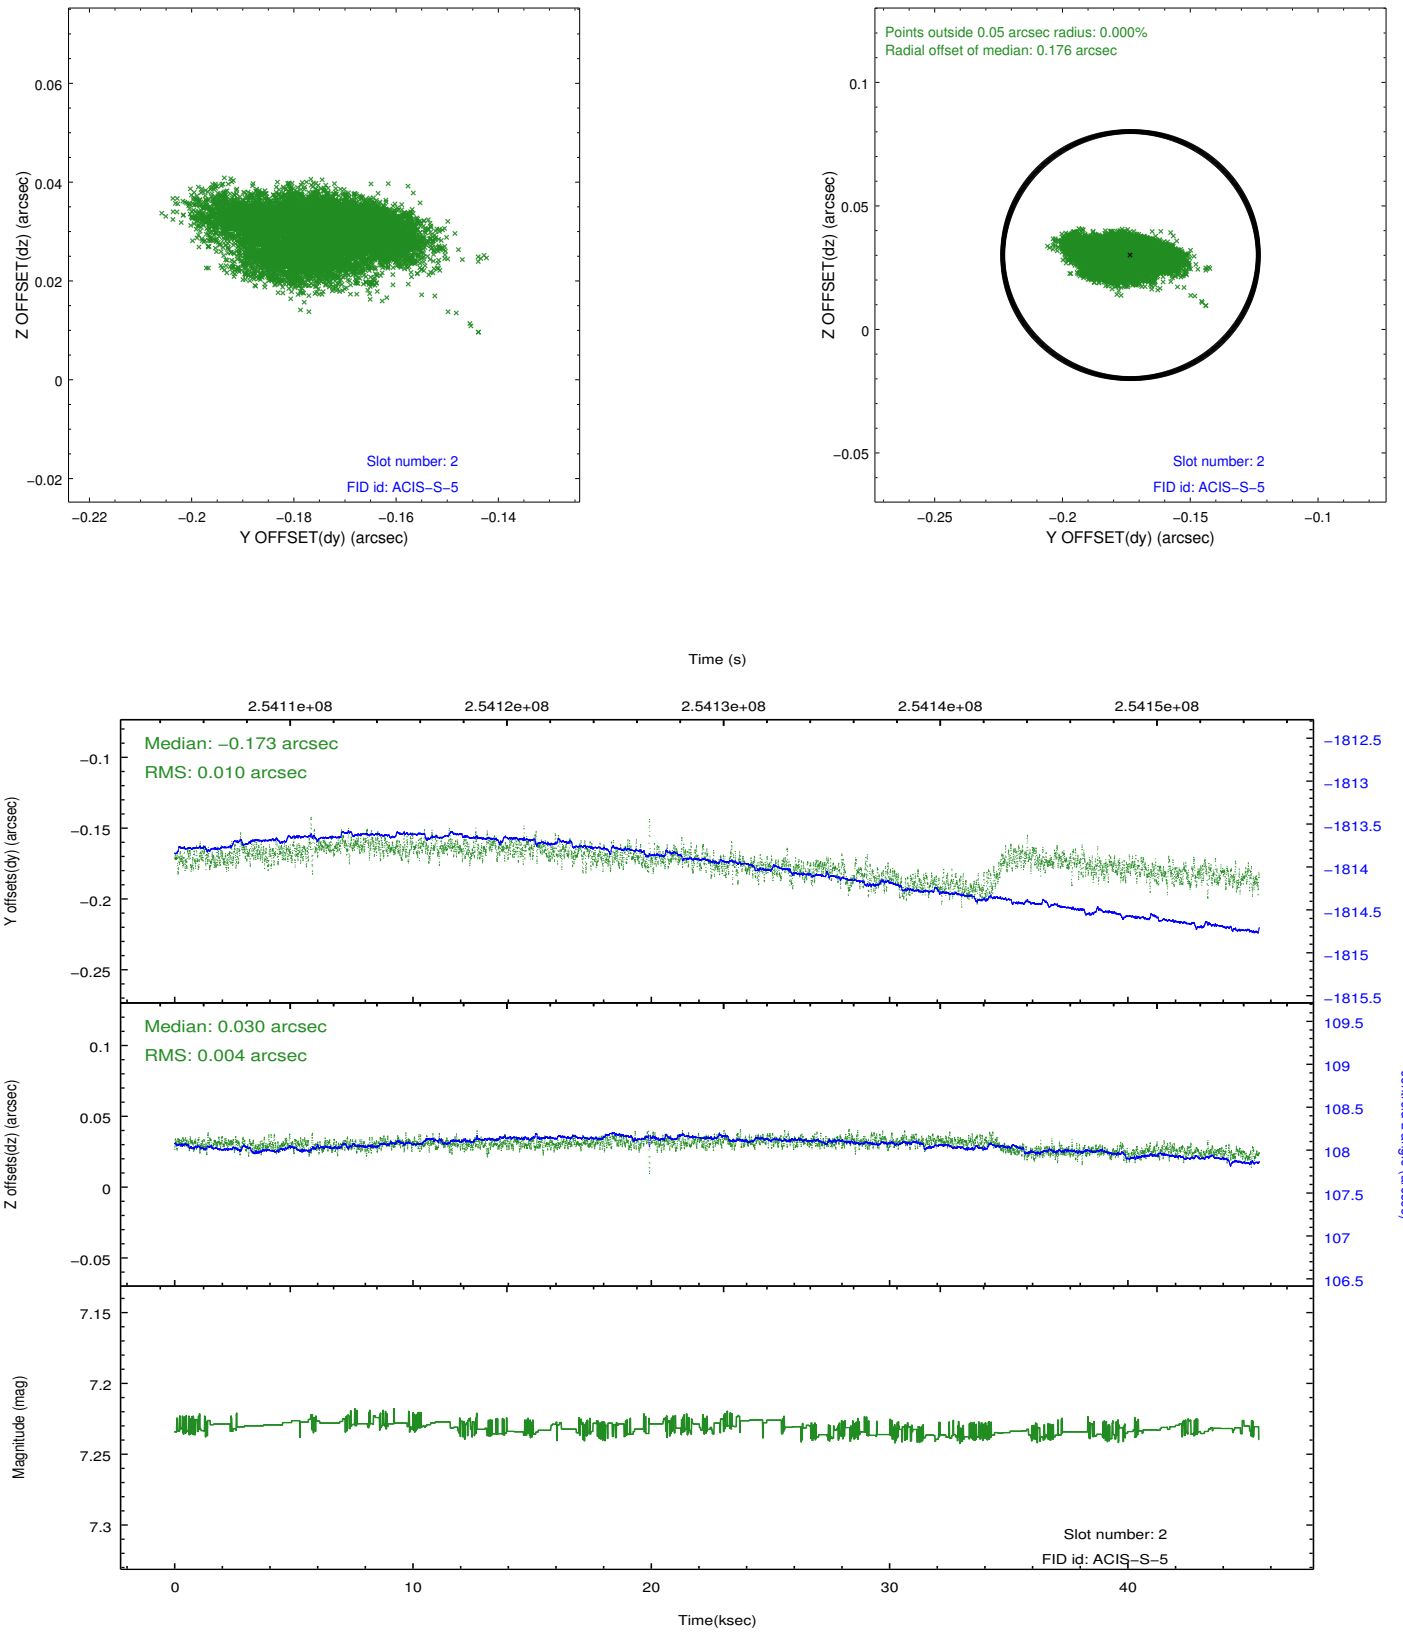 0.06
0.04
0.02
0
−0.02
Z OFFSET(dz) (arcsec)
Slot number: 2
FID id: ACIS−S−5
−0.22 −0.2 −0.18 −0.16 −0.14
Y OFFSET(dy) (arcsec)
Points outside 0.05 arcsec radius: 0.000%
Radial offset of median: 0.176 arcsec
0.1
0.05
0
−0.05
Z OFFSET(dz) (arcsec)
Slot number: 2
FID id: ACIS−S−5
−0.25 −0.2 −0.15 −0.1
Y OFFSET(dy) (arcsec)
Time (s)
2.5411e+08 2.5412e+08 2.5413e+08 2.5414e+08 2.5415e+08
Median: −0.173 arcsec
RMS: 0.010 arcsec
−0.1
−0.15
−0.2
−0.25
Y offsets(dy) (arcsec)
−1812.5
−1813
−1813.5
−1814
−1814.5
−1815
−1815.5
Median: 0.030 arcsec
RMS: 0.004 arcsec
0.1
0.05
0
−0.05
Z offsets(dz) (arcsec)
109.5
109
108.5
108
107.5
107
106.5
7.15
7.2
7.25
7.3
Magnitude (mag)
Slot number: 2
FID id: ACIS−S−5
0 10 20 30 40
Time(ksec)